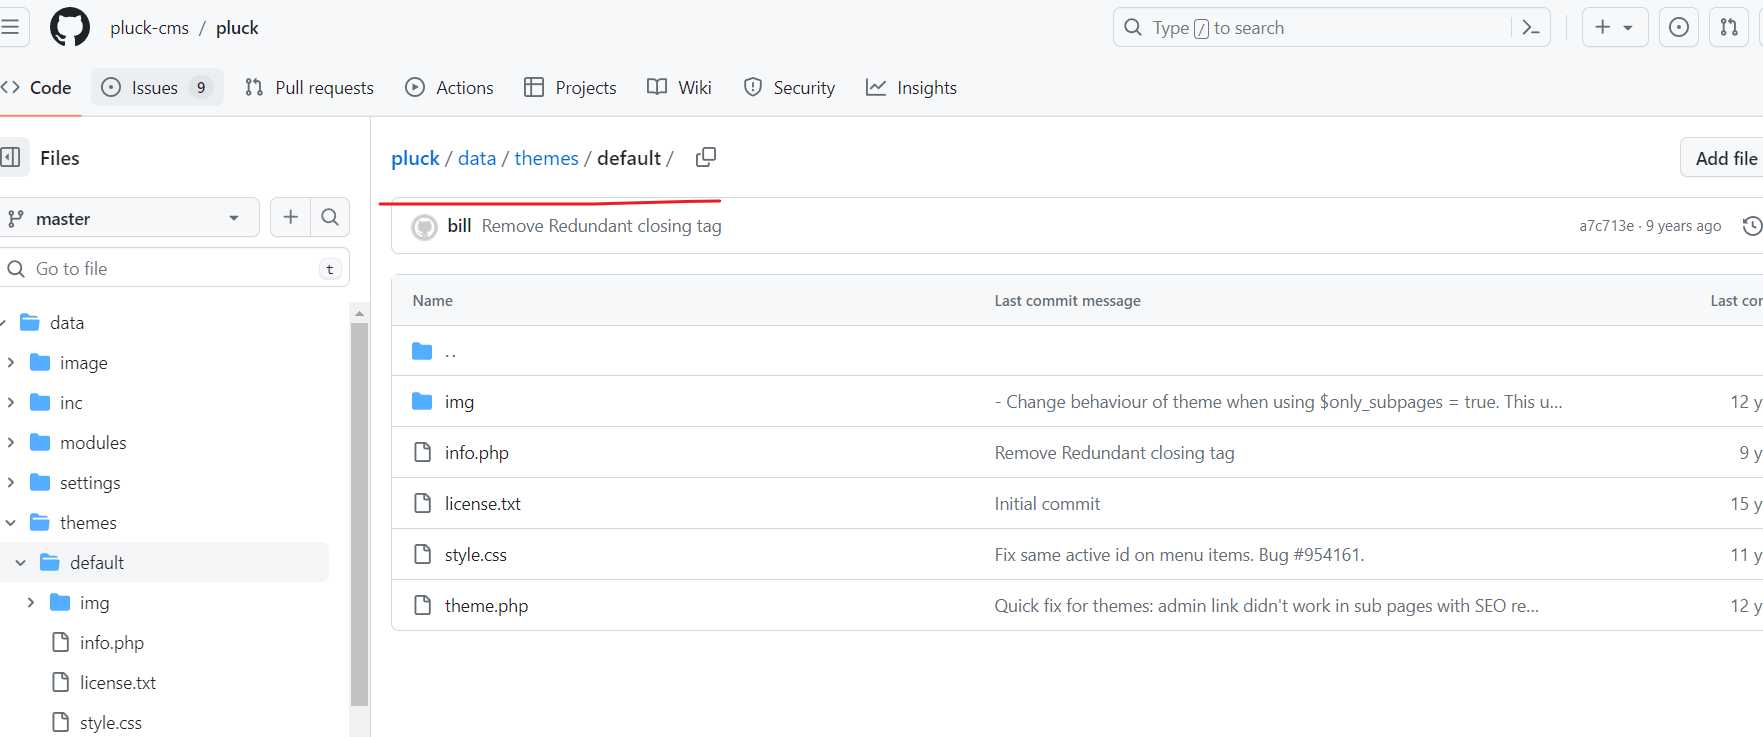 pluck-cms / pluck
Type / to search
Code
Issues 9
Pull requests
Actions
Projects
Wiki
Security
Insights
Files
master
Go to file
t
data
image
inc
modules
settings
themes
default
img
info.php
license.txt
style.css
pluck / data / themes / default /
Add file
bill Remove Redundant closing tag
a7c713e · 9 years ago
Name Last commit message Last cor
..
img - Change behaviour of theme when using $only_subpages = true. This u... 12 y
info.php Remove Redundant closing tag 9 y
license.txt Initial commit 15 y
style.css Fix same active id on menu items. Bug #954161. 11 y
theme.php Quick fix for themes: admin link didn't work in sub pages with SEO re... 12 y